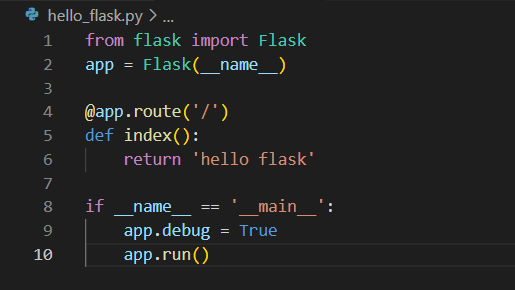 hello_flask.py > ...
1 from flask import Flask
2 app = Flask(__name__)
3
4 @app.route('/')
5 def index():
6     return 'hello flask'
7
8 if __name__ == '__main__':
9     app.debug = True
10     app.run()